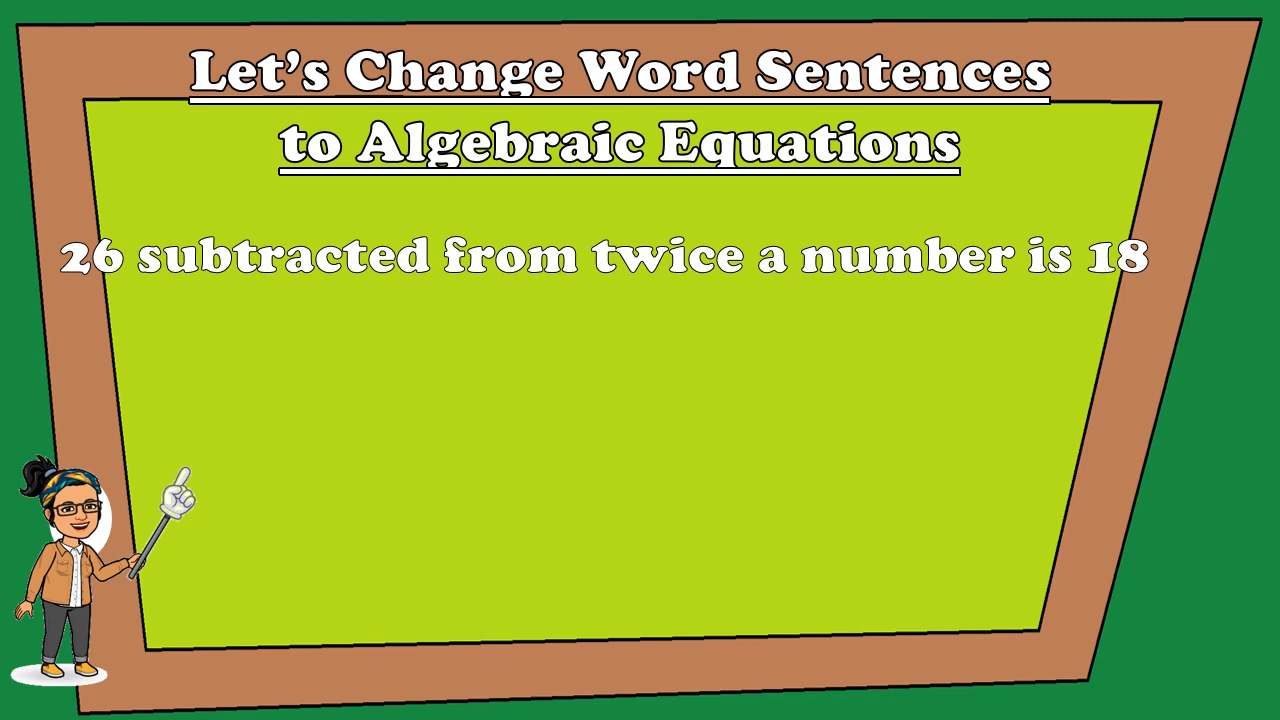 Let's Change Word Sentences
to Algebraic Equations
26 subtracted from twice a number is 18